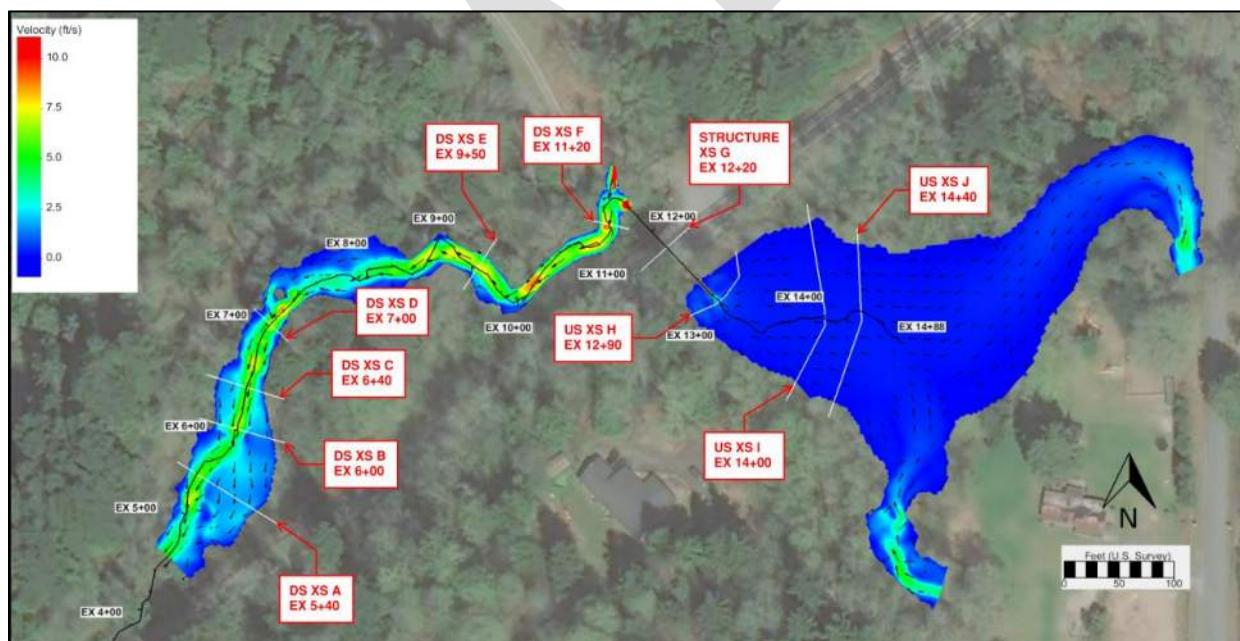 Velocity (ft/s)
10.0
7.5
5.0
2.5
0.0
DS XS E
EX 9+50
DS XS F
EX 11+20
STRUCTURE
XS G
EX 12+20
US XS J
EX 14+40
EX 9+00
EX 12+00
EX 8+00
EX 11+00
EX 14+00
EX 7+00
DS XS D
EX 7+00
EX 10+00
US XS H
EX 12+90
EX 13+00
EX 14+88
DS XS C
EX 6+40
EX 6+00
DS XS B
EX 6+00
US XS I
EX 14+00
EX 5+00
N
DS XS A
EX 5+40
Feet (U.S. Survey)
0 50 100
EX 4+00